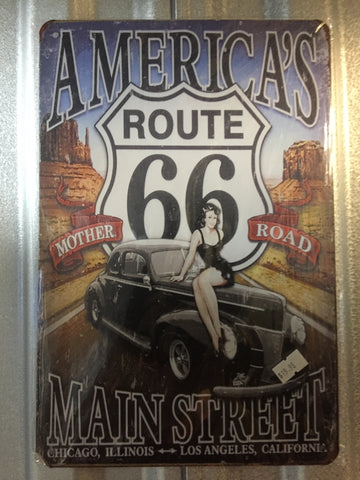 AMERICA'S
ROUTE
66
MOTHER ROAD
MAIN STREET
CHICAGO, ILLINOIS ↔ LOS ANGELES, CALIFORNIA